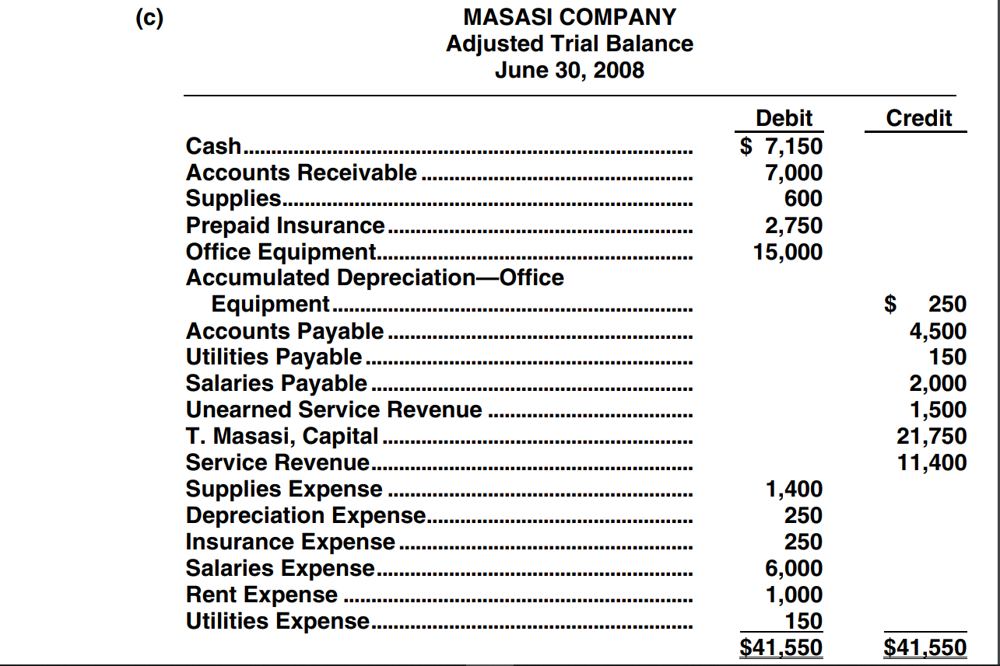 (c) MASASI COMPANY
Adjusted Trial Balance
June 30, 2008
Debit Credit
Cash........ $ 7,150
Accounts Receivable........ 7,000
Supplies........ 600
Prepaid Insurance........ 2,750
Office Equipment........ 15,000
Accumulated Depreciation—Office
Equipment........ $ 250
Accounts Payable........ 4,500
Utilities Payable........ 150
Salaries Payable........ 2,000
Unearned Service Revenue........ 1,500
T. Masasi, Capital........ 21,750
Service Revenue........ 11,400
Supplies Expense........ 1,400
Depreciation Expense........ 250
Insurance Expense........ 250
Salaries Expense........ 6,000
Rent Expense........ 1,000
Utilities Expense........ 150
$41,550 $41,550